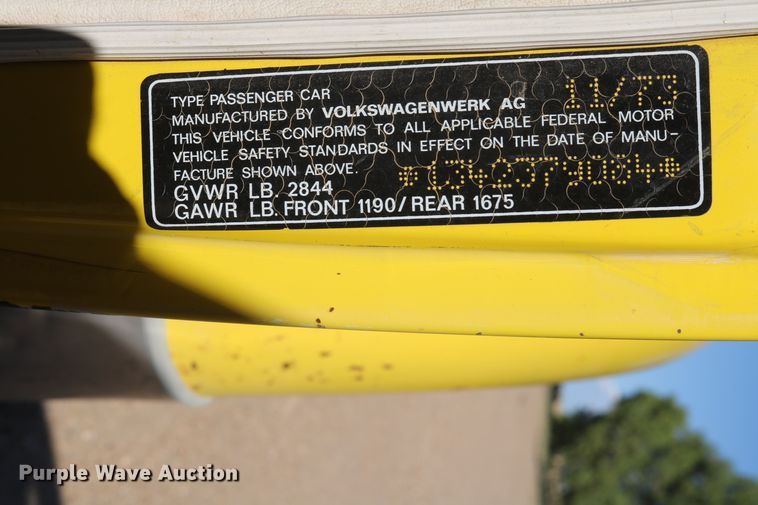 TYPE PASSENGER CAR 11/73
MANUFACTURED BY VOLKSWAGENWERK AG
THIS VEHICLE CONFORMS TO ALL APPLICABLE FEDERAL MOTOR
VEHICLE SAFETY STANDARDS IN EFFECT ON THE DATE OF MANU-
FACTURE SHOWN ABOVE.
GVWR LB. 2844
GAWR LB. FRONT 1190/REAR 1675
Purple Wave Auction